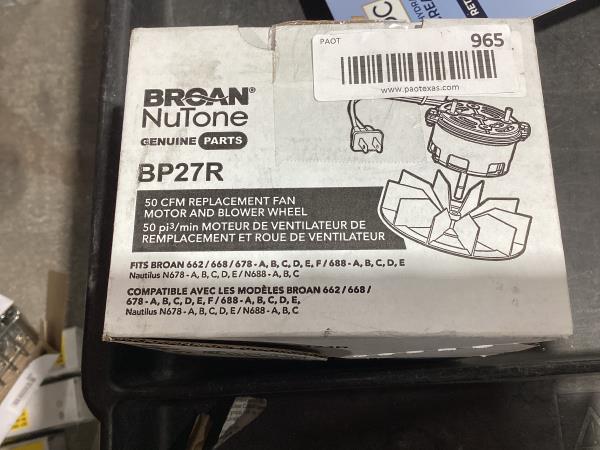 PAOT
965
www.paotexas.com
BROAN®
NuTone
GENUINE PARTS
BP27R
50 CFM REPLACEMENT FAN
MOTOR AND BLOWER WHEEL
50 pi³/min MOTEUR DE VENTILATEUR DE
REMPLACEMENT ET ROUE DE VENTILATEUR
FITS BROAN 662 / 668 / 678 - A, B, C, D, E, F / 688 - A, B, C, D, E
Nautilus N678 - A, B, C, D, E / N688 - A, B, C
COMPATIBLE AVEC LES MODÈLES BROAN 662 / 668 /
678 - A, B, C, D, E, F / 688 - A, B, C, D, E,
Nautilus N678 - A, B, C, D, E / N688 - A, B, C